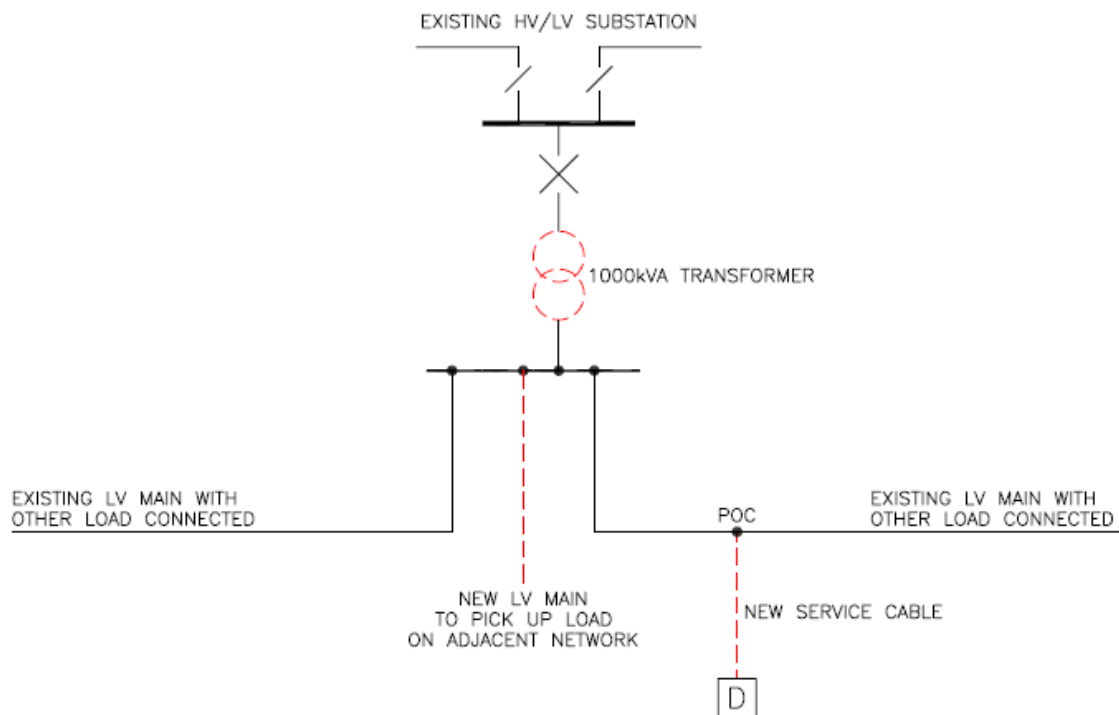 EXISTING HV/LV SUBSTATION
1000kVA TRANSFORMER
EXISTING LV MAIN WITH
OTHER LOAD CONNECTED
POC
EXISTING LV MAIN WITH
OTHER LOAD CONNECTED
NEW LV MAIN
TO PICK UP LOAD
ON ADJACENT NETWORK
NEW SERVICE CABLE
D